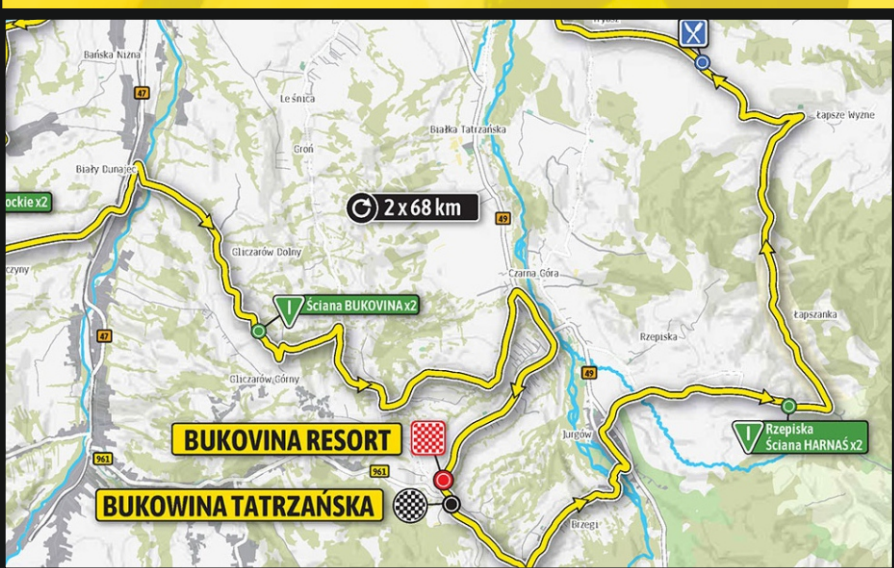 Bańska Niżna
47
Leśnica
Białka Tatrzańska
Groń
Łapsze Wyżne
Biały Dunajec
ockie x2
2 x 68 km
49
Gliczarów Dolny
czyny
Czarna Góra
Ściana BUKOVINA x2
Łapszanka
47
Rzepiska
Gliczarów Górny
49
BUKOVINA RESORT
Jurgów
Rzepiska
Ściana HARNAŚ x2
961
961
BUKOWINA TATRZAŃSKA
Brzegi